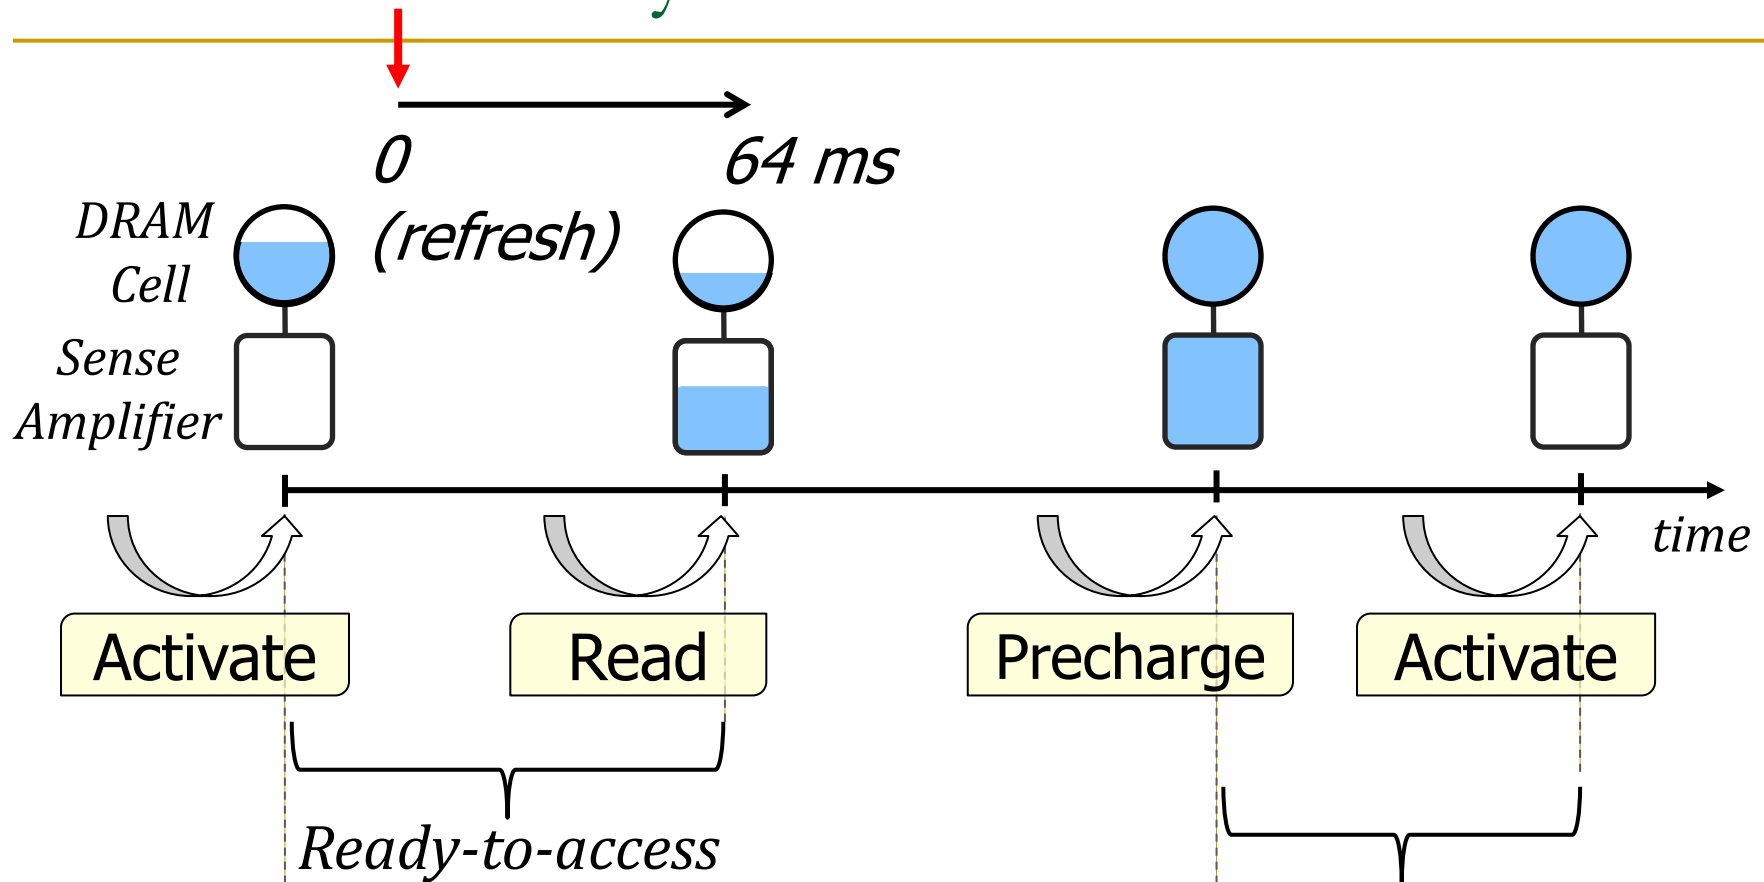 0
64 ms
(refresh)
DRAM
Cell
Sense
Amplifier
time
Activate
Read
Precharge
Activate
Ready-to-access